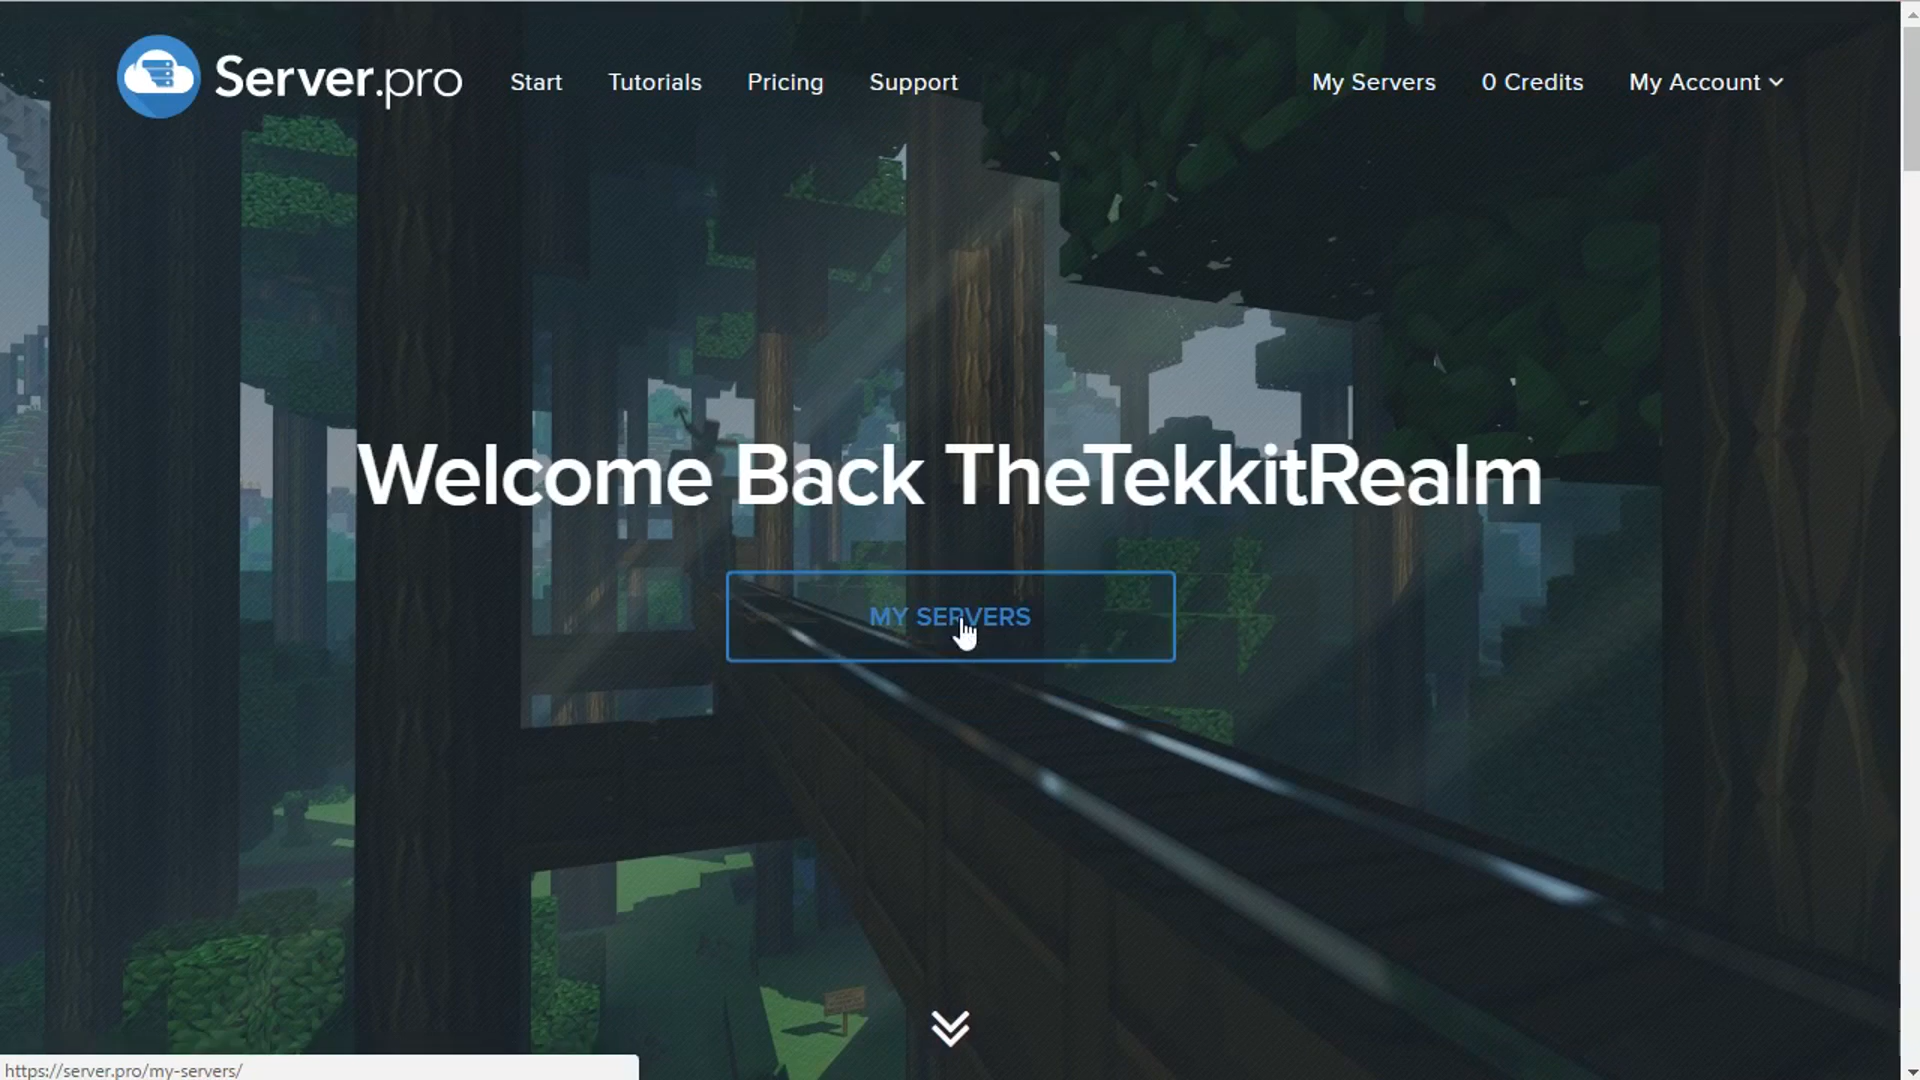 Server.pro
Start
Tutorials
Pricing
Support
My Servers
0 Credits
My Account
Welcome Back TheTekkitRealm
MY SERVERS
https://server.pro/my-servers/